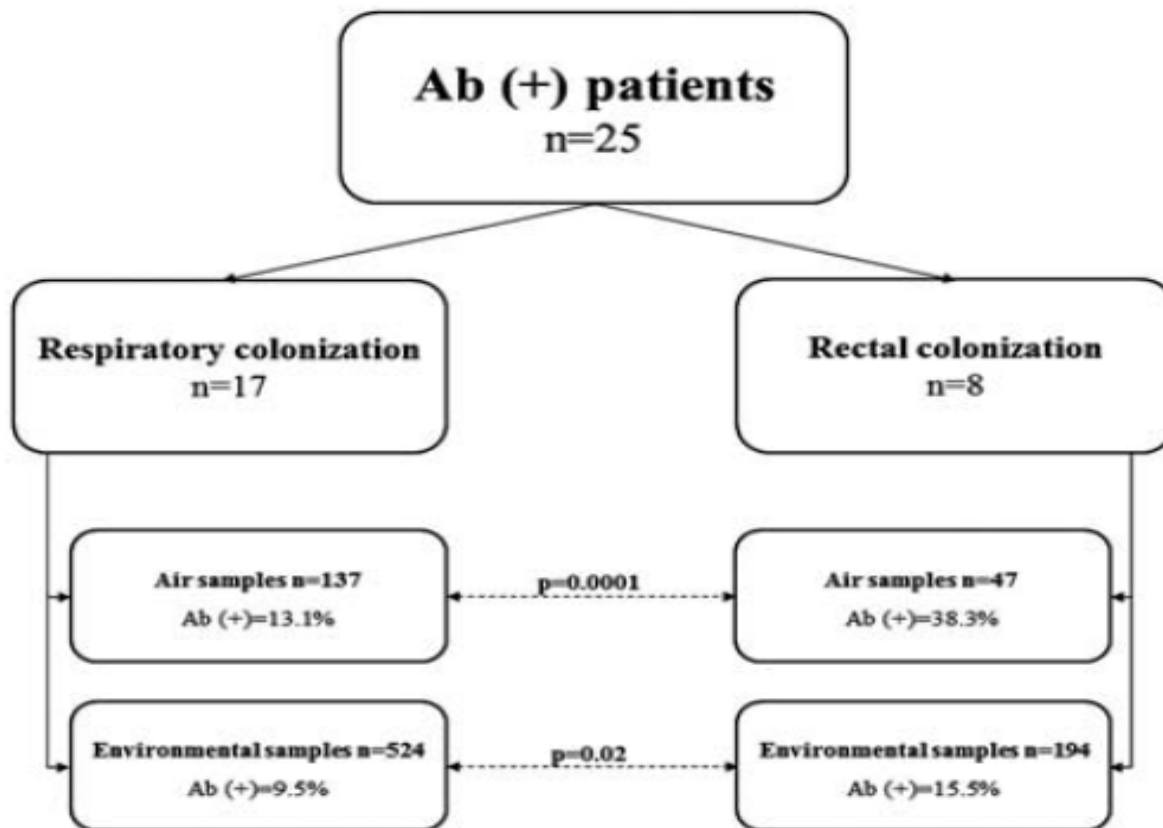 Ab (+) patients
n=25
Respiratory colonization
n=17
Rectal colonization
n=8
Air samples n=137
Ab (+)=13.1%
p=0.0001
Air samples n=47
Ab (+)=38.3%
Environmental samples n=524
Ab (+)=9.5%
p=0.02
Environmental samples n=194
Ab (+)=15.5%